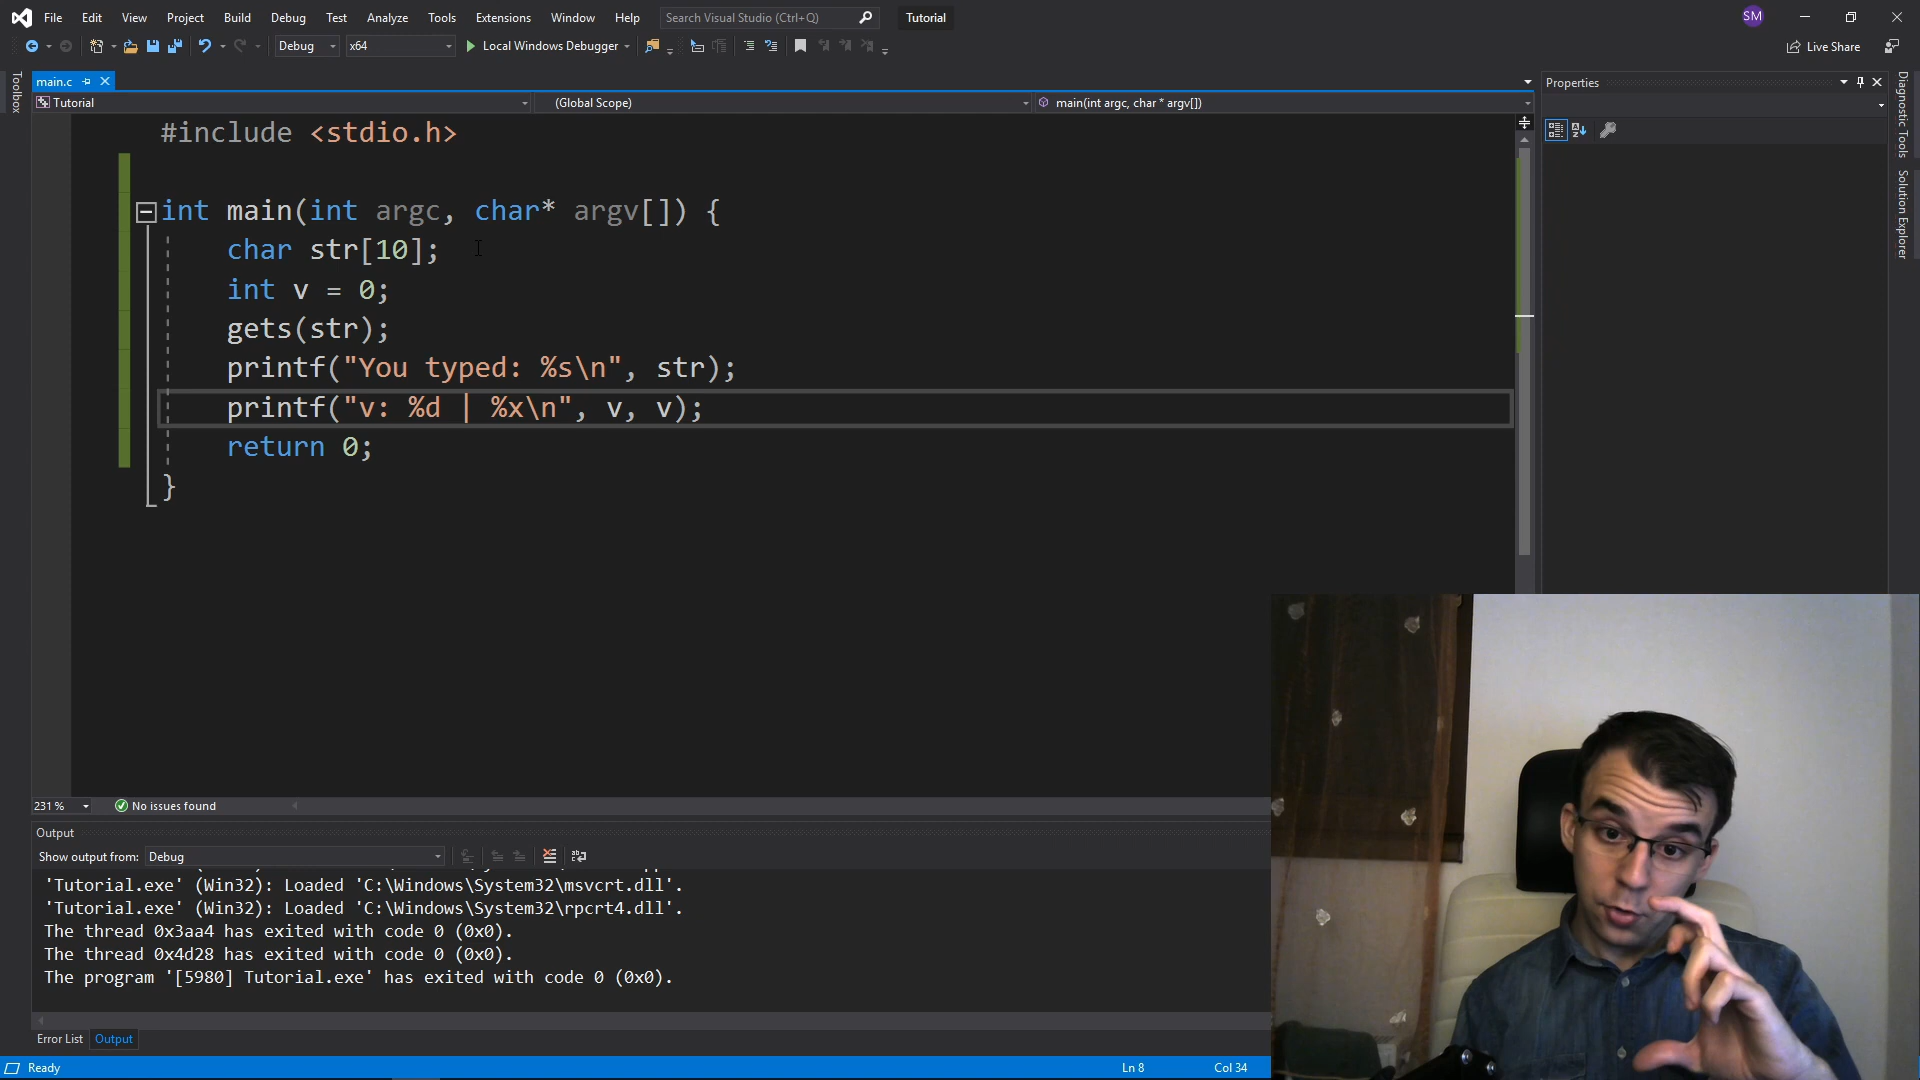 File Edit View Project Build Debug Test Analyze Tools Extensions Window Help Search Visual Studio (Ctrl+Q) Tutorial SM
Debug x64 Local Windows Debugger Live Share
main.c
Toolbox
Tutorial (Global Scope) main(int argc, char * argv[])
#include <stdio.h>
int main(int argc, char* argv[]) {
char str[10];
int v = 0;
gets(str);
printf("You typed: %s\n", str);
printf("v: %d | %x\n", v, v);
return 0;
}
Properties
Diagnostic Tools
Solution Explorer
231 % No issues found
Output
Show output from: Debug
'Tutorial.exe' (Win32): Loaded 'C:\Windows\System32\msvcrt.dll'.
'Tutorial.exe' (Win32): Loaded 'C:\Windows\System32\rpcrt4.dll'.
The thread 0x3aa4 has exited with code 0 (0x0).
The thread 0x4d28 has exited with code 0 (0x0).
The program '[5980] Tutorial.exe' has exited with code 0 (0x0).
Error List Output
Ready Ln 8 Col 34